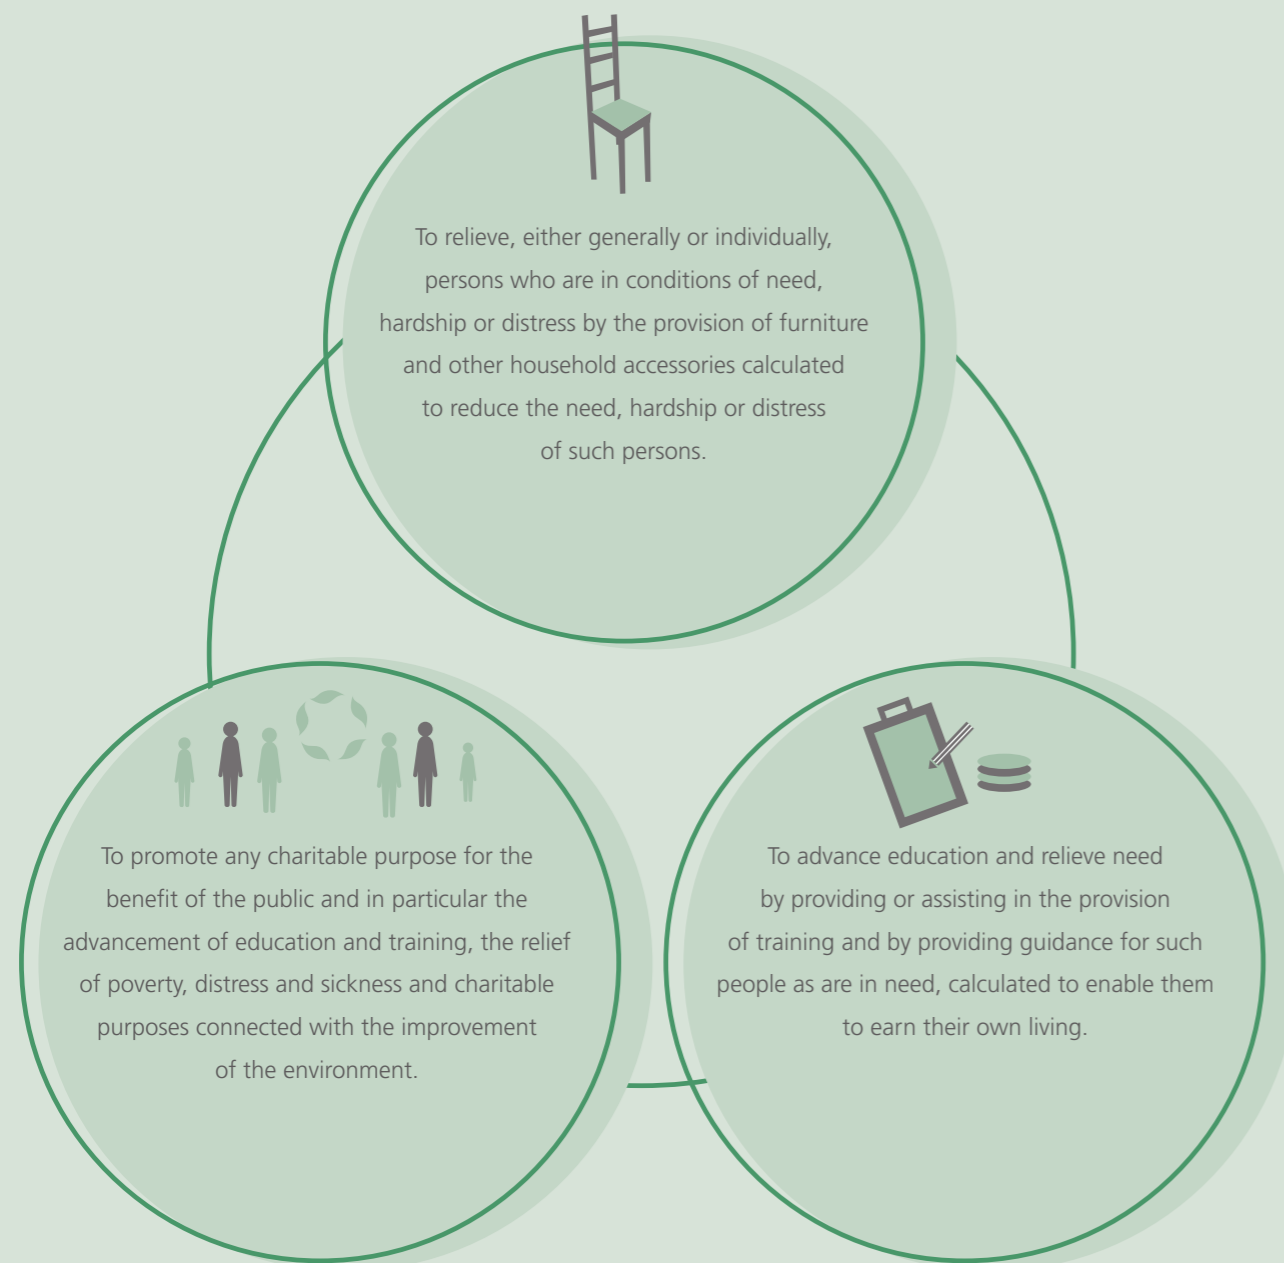 To relieve, either generally or individually,
persons who are in conditions of need,
hardship or distress by the provision of furniture
and other household accessories calculated
to reduce the need, hardship or distress
of such persons.
To promote any charitable purpose for the
benefit of the public and in particular the
advancement of education and training, the relief
of poverty, distress and sickness and charitable
purposes connected with the improvement
of the environment.
To advance education and relieve need
by providing or assisting in the provision
of training and by providing guidance for such
people as are in need, calculated to enable them
to earn their own living.